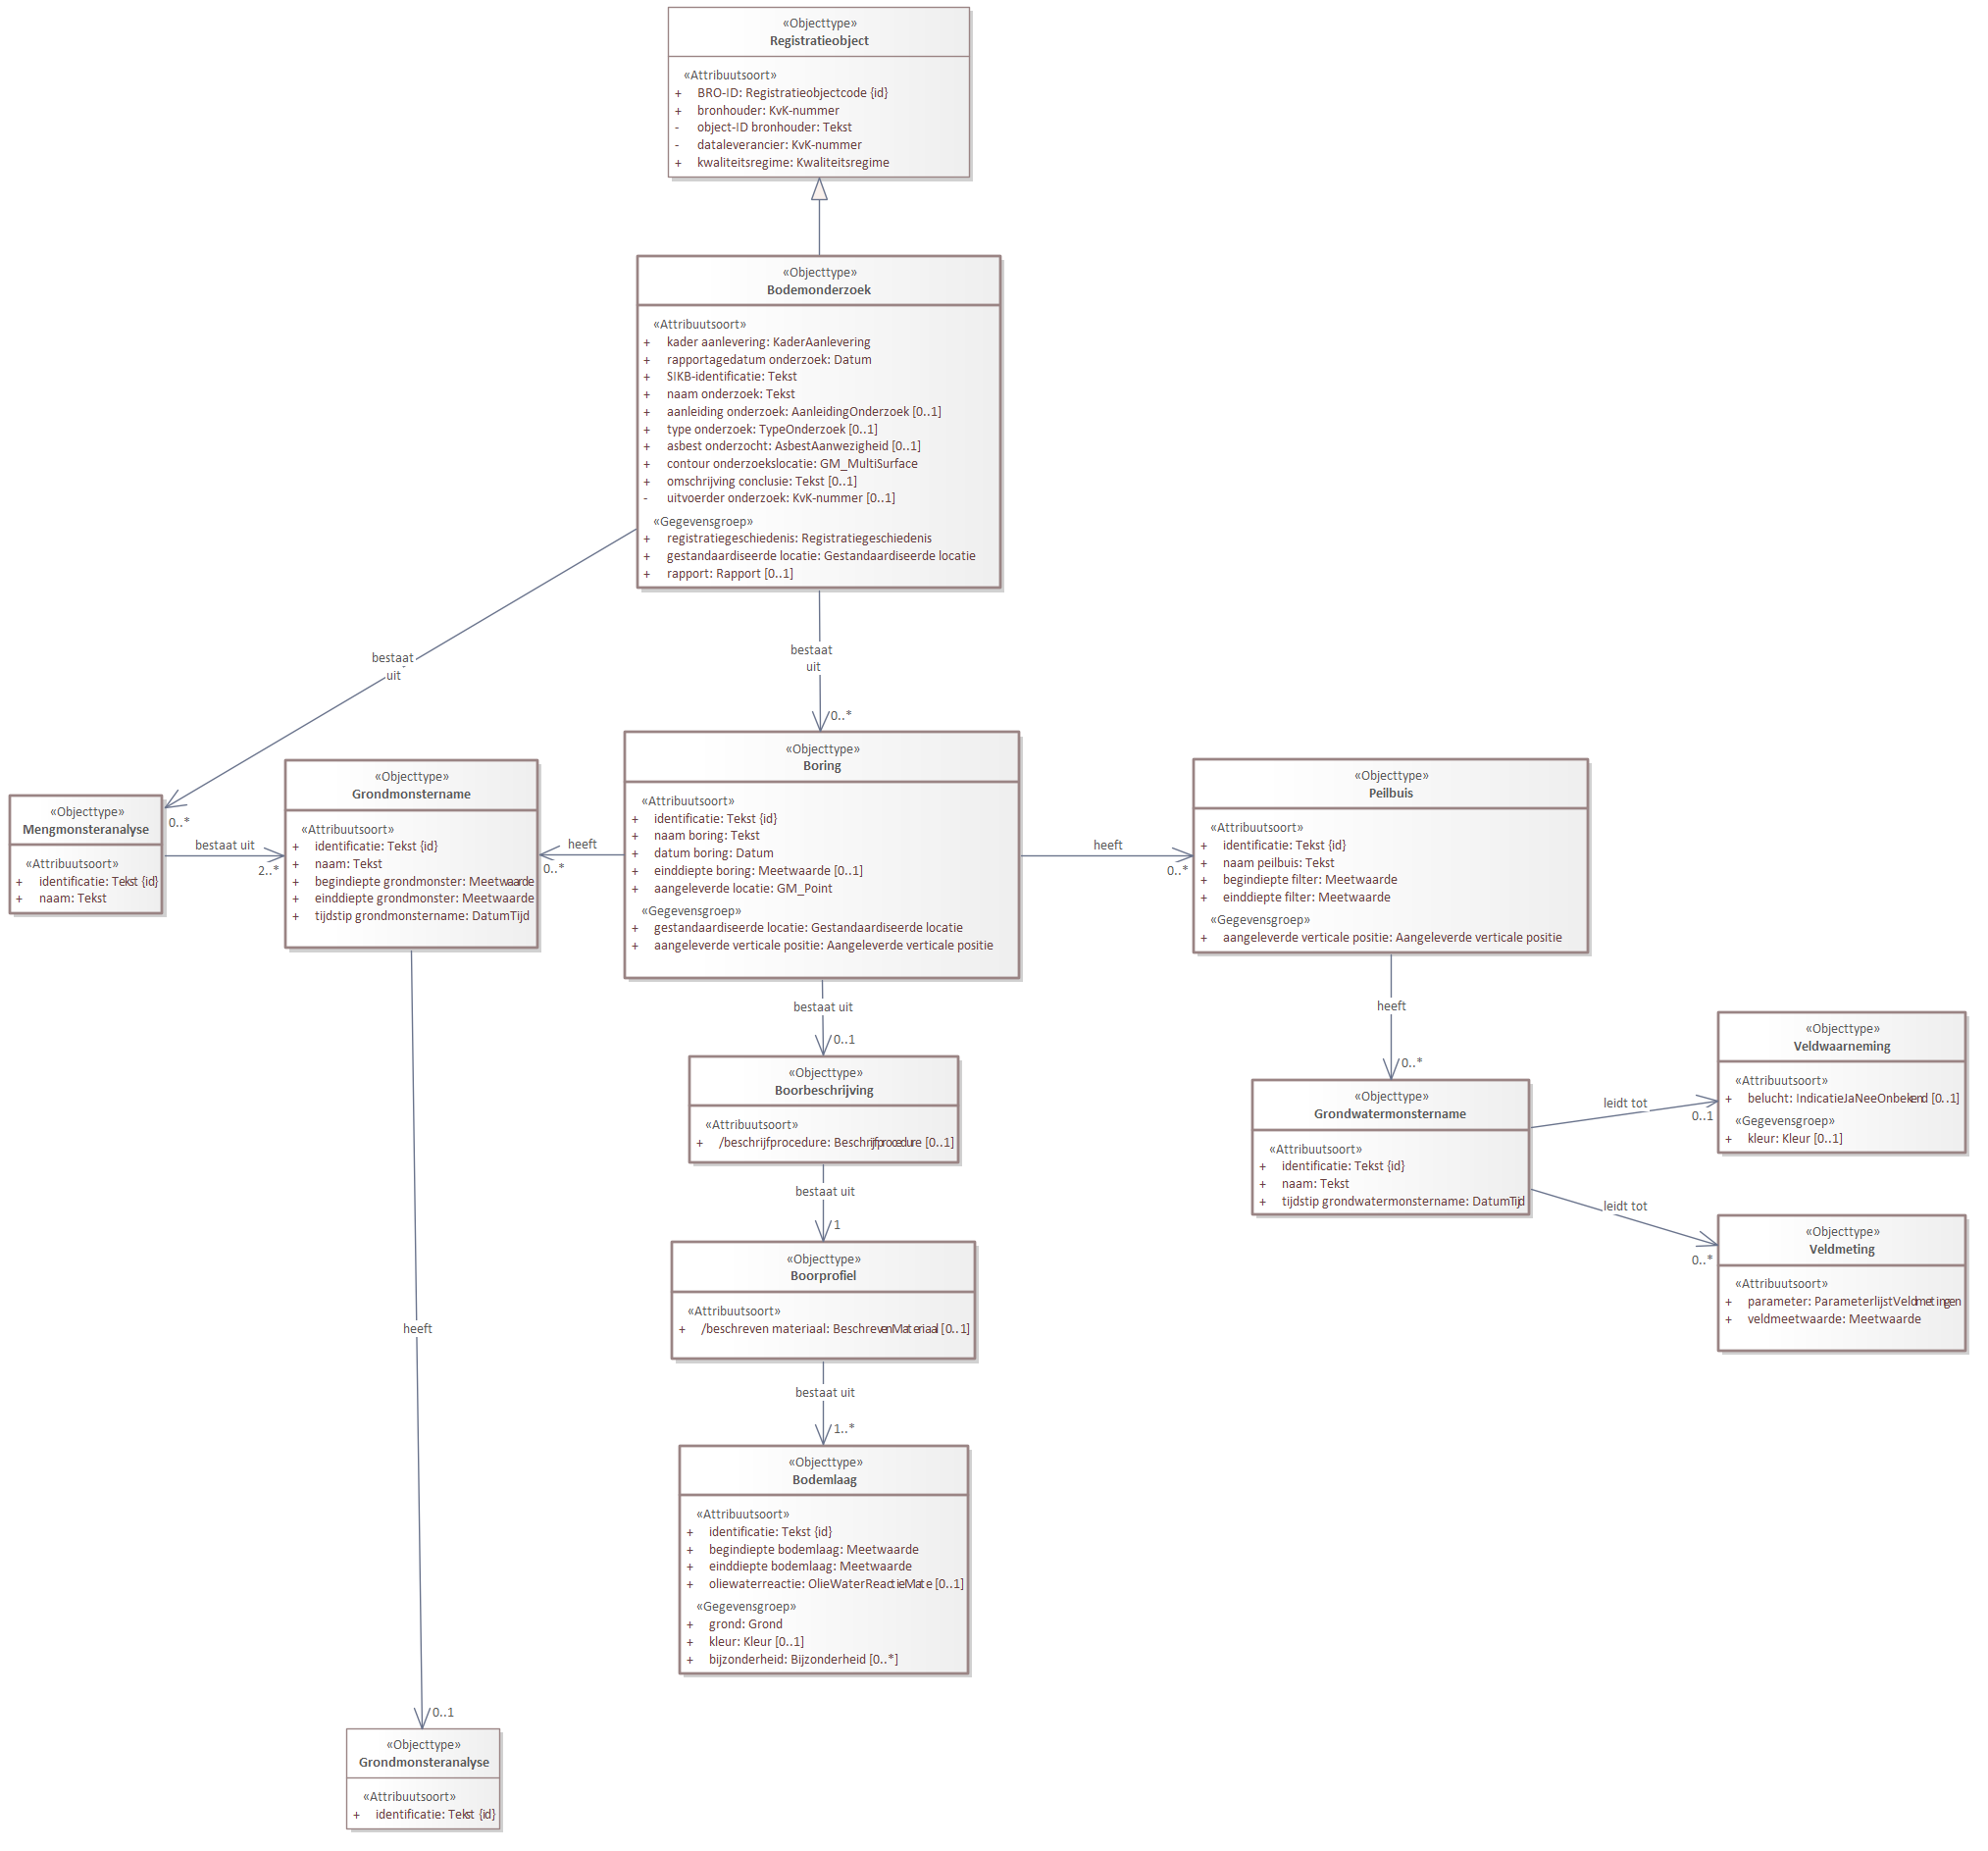 «Objecttype»
Registratieobject
«Attribuutsoort»
+ BRO-ID: Registratieobjectcode {id}
+ bronhouder: KvK-nummer
- object-ID bronhouder: Tekst
- dataleverancier: KvK-nummer
+ kwaliteitsregime: Kwaliteitsregime
«Objecttype»
Bodemonderzoek
«Attribuutsoort»
+ kader aanlevering: KaderAanlevering
+ rapportagedatum onderzoek: Datum
+ SIKB-identificatie: Tekst
+ naam onderzoek: Tekst
+ aanleiding onderzoek: AanleidingOnderzoek [0..1]
+ type onderzoek: TypeOnderzoek [0..1]
+ asbest onderzocht: AsbestAanwezigheid [0..1]
+ contour onderzoekslocatie: GM_MultiSurface
+ omschrijving conclusie: Tekst [0..1]
- uitvoerder onderzoek: KvK-nummer [0..1]
«Gegevensgroep»
+ registratiegeschiedenis: Registratiegeschiedenis
+ gestandaardiseerde locatie: Gestandaardiseerde locatie
+ rapport: Rapport [0..1]
bestaat
uit
0..*
bestaat
uit
0..*
«Objecttype»
Mengmonsteranalyse
«Attribuutsoort»
+ identificatie: Tekst {id}
+ naam: Tekst
bestaat uit
2..*
«Objecttype»
Grondmonstername
«Attribuutsoort»
+ identificatie: Tekst {id}
+ naam: Tekst
+ begindiepte grondmonster: Meetwaarde
+ einddiepte grondmonster: Meetwaarde
+ tijdstip grondmonstername: DatumTijd
heeft
0..*
«Objecttype»
Boring
«Attribuutsoort»
+ identificatie: Tekst {id}
+ naam boring: Tekst
+ datum boring: Datum
+ einddiepte boring: Meetwaarde [0..1]
+ aangeleverde locatie: GM_Point
«Gegevensgroep»
+ gestandaardiseerde locatie: Gestandaardiseerde locatie
+ aangeleverde verticale positie: Aangeleverde verticale positie
heeft
0..*
«Objecttype»
Peilbuis
«Attribuutsoort»
+ identificatie: Tekst {id}
+ naam peilbuis: Tekst
+ begindiepte filter: Meetwaarde
+ einddiepte filter: Meetwaarde
«Gegevensgroep»
+ aangeleverde verticale positie: Aangeleverde verticale positie
heeft
0..*
«Objecttype»
Grondwatermonstername
«Attribuutsoort»
+ identificatie: Tekst {id}
+ naam: Tekst
+ tijdstip grondwatermonstername: DatumTijd
leidt tot
0..1
«Objecttype»
Veldwaarneming
«Attribuutsoort»
+ belucht: IndicatieJaNeeOnbekend [0..1]
«Gegevensgroep»
+ kleur: Kleur [0..1]
leidt tot
0..*
«Objecttype»
Veldmeting
«Attribuutsoort»
+ parameter: ParameterlijstVeldmetingen
+ veldmeetwaarde: Meetwaarde
bestaat uit
0..1
«Objecttype»
Boorbeschrijving
«Attribuutsoort»
+ /beschrijfprocedure: Beschrijfprocedure [0..1]
bestaat uit
1
«Objecttype»
Boorprofiel
«Attribuutsoort»
+ /beschreven materiaal: BeschrevenMateriaal [0..1]
bestaat uit
1..*
«Objecttype»
Bodemlaag
«Attribuutsoort»
+ identificatie: Tekst {id}
+ begindiepte bodemlaag: Meetwaarde
+ einddiepte bodemlaag: Meetwaarde
+ oliewaterreactie: OlieWaterReactieMate [0..1]
«Gegevensgroep»
+ grond: Grond
+ kleur: Kleur [0..1]
+ bijzonderheid: Bijzonderheid [0..*]
heeft
0..1
«Objecttype»
Grondmonsteranalyse
«Attribuutsoort»
+ identificatie: Tekst {id}